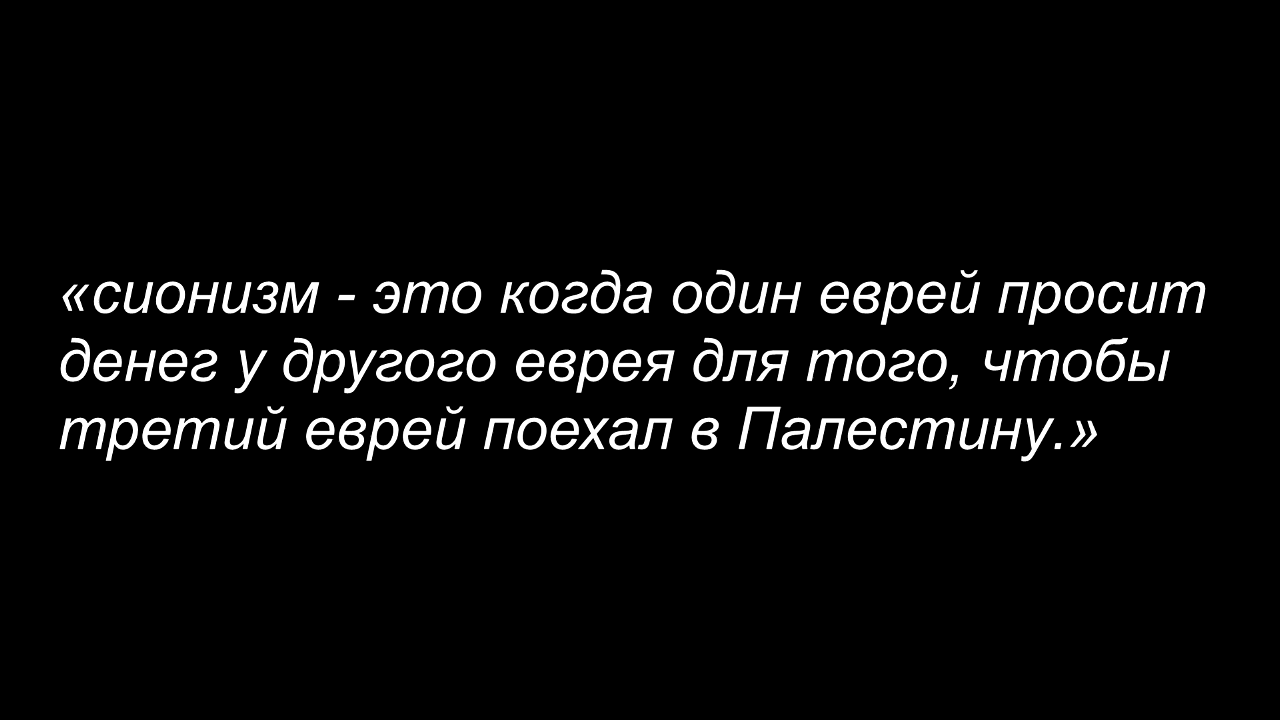 «сионизм - это когда один еврей просит
денег у другого еврея для того, чтобы
третий еврей поехал в Палестину.»